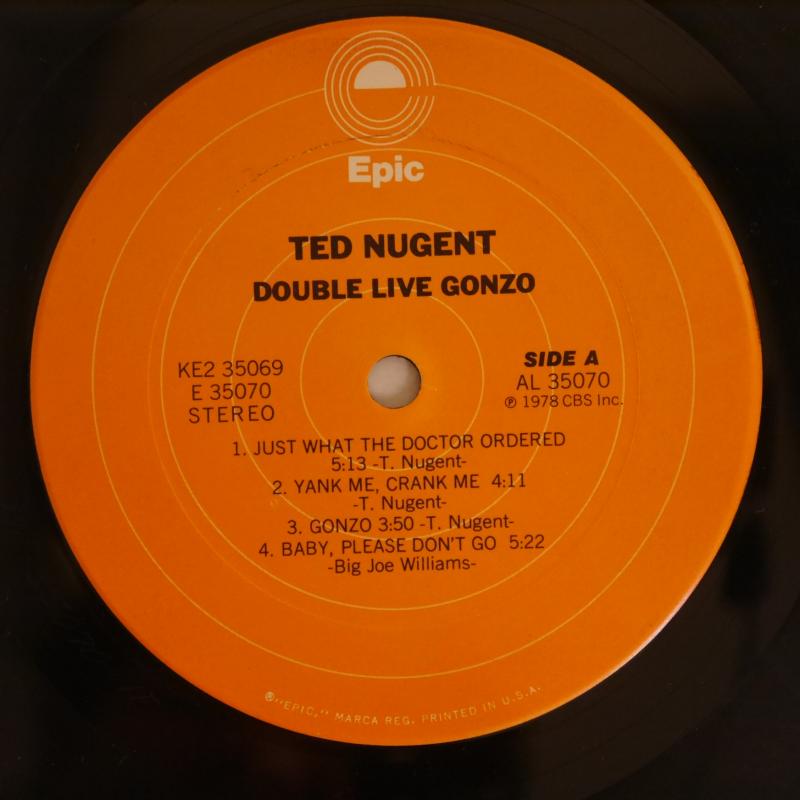 Epic
TED NUGENT
DOUBLE LIVE GONZO
KE2 35069
E 35070
STEREO
SIDE A
AL 35070
℗ 1978 CBS Inc.
1. JUST WHAT THE DOCTOR ORDERED
5:13 -T. Nugent-
2. YANK ME, CRANK ME 4:11
-T. Nugent-
3. GONZO 3:50 -T. Nugent-
4. BABY, PLEASE DON'T GO 5:22
-Big Joe Williams-
®"EPIC," MARCA REG. PRINTED IN U.S.A.